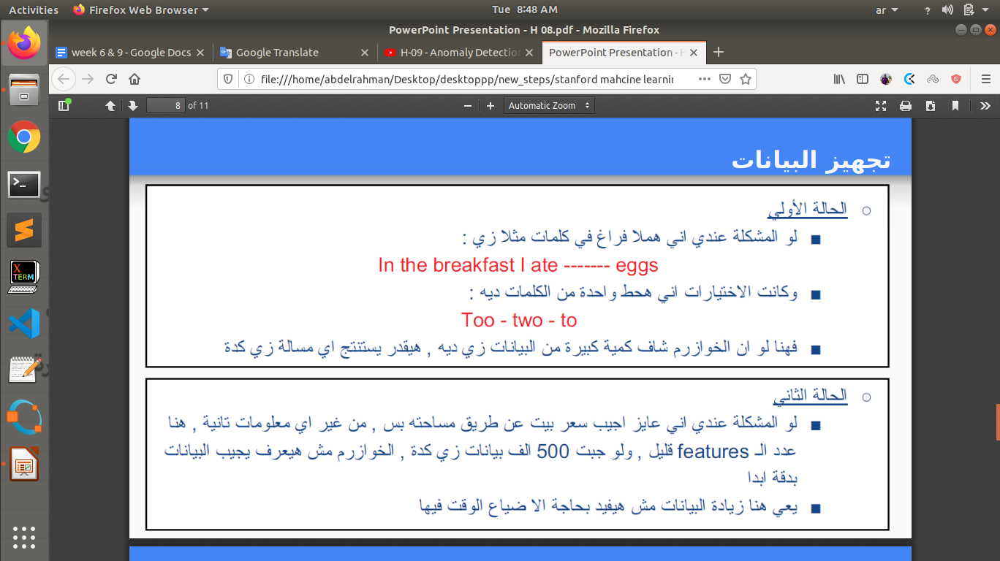 Activities
Firefox Web Browser
Tue 8:48 AM
ar
?
PowerPoint Presentation - H 08.pdf - Mozilla Firefox
week 6 & 9 - Google Docs
Google Translate
H-09 - Anomaly Detection
PowerPoint Presentation - H
file:///home/abdelrahman/Desktop/desktoppp/new_steps/stanford mahcine learnin
8 of 11
Automatic Zoom
تجهيز البيانات
الحالة الأولي
لو المشكلة عندي اني هملا فراغ في كلمات مثلا زي :
In the breakfast I ate ------- eggs
وكانت الاختيارات اني هحط واحدة من الكلمات ديه :
Too - two - to
فهنا لو ان الخوازرم شاف كمية كبيرة من البيانات زي ديه , هيقدر يستنتج اي مسالة زي كدة
الحالة الثاني
لو المشكلة عندي اني عايز اجيب سعر بيت عن طريق مساحته بس , من غير اي معلومات تانية , هنا
عدد الـ features قليل , ولو جبت 500 الف بيانات زي كدة , الخوازرم مش هيعرف يجيب البيانات
بدقة ابدا
يعي هنا زيادة البيانات مش هيفيد بحاجة الا ضياع الوقت فيها
X
TERM